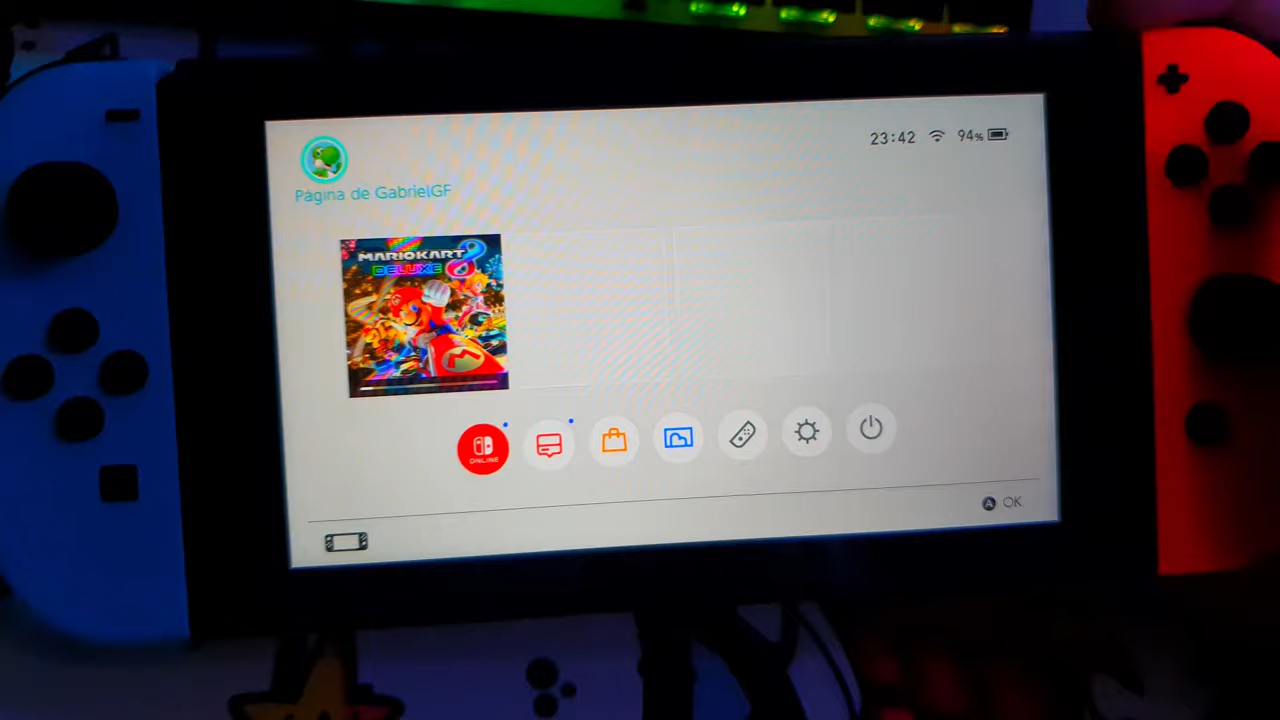 23:42 94%
Página de GabrielGF
MARIOKART 8
DELUXE
ONLINE
A OK